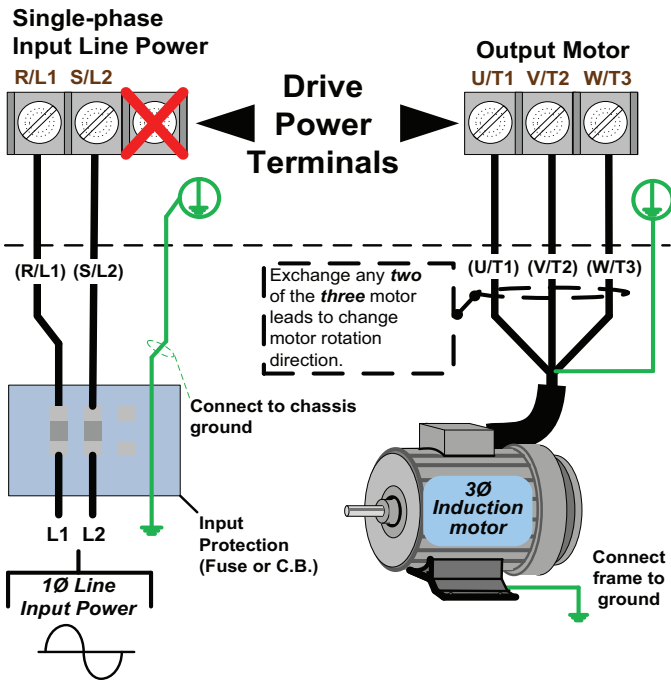 Single-phase
Input Line Power
R/L1 S/L2
Drive
Power
Terminals
Output Motor
U/T1 V/T2 W/T3
(R/L1) (S/L2)
(U/T1) (V/T2) (W/T3)
Exchange any two
of the three motor
leads to change
motor rotation
direction.
Connect to chassis
ground
L1 L2
Input
Protection
(Fuse or C.B.)
1Ø Line
Input Power
3Ø
Induction
motor
Connect
frame to
ground